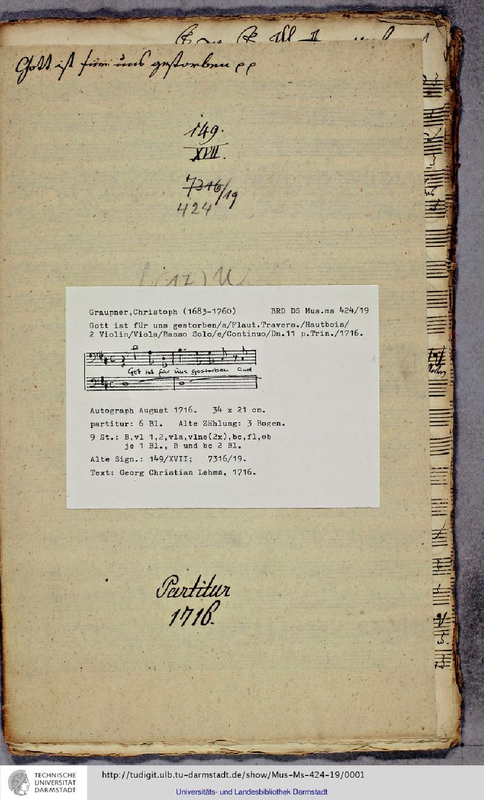 Gott ist für uns gestorben
149.
XVII.
7316/19
424
Graupner, Christoph (1683-1760) BRD DS Mus.ms 424/19
Gott ist für uns gestorben/a/Flaut.Travers./Hautbois/
2 Violin/Viola/Basso Solo/e/Continuo/Dn.11 p.Trin./1716.
Gott ist für uns gestorben und
Autograph August 1716. 34 x 21 cm.
partitur: 6 Bl. Alte Zählung: 3 Bogen.
9 St.: B,vl 1,2,vla,vlne(2x),bc,fl,ob
je 1 Bl., B und bc 2 Bl.
Alte Sign.: 149/XVII; 7316/19.
Text: Georg Christian Lehms, 1716.
Partitur
1716.
TECHNISCHE
UNIVERSITÄT
DARMSTADT
http://tudigit.ulb.tu-darmstadt.de/show/Mus-Ms-424-19/0001
Universitäts- und Landesbibliothek Darmstadt